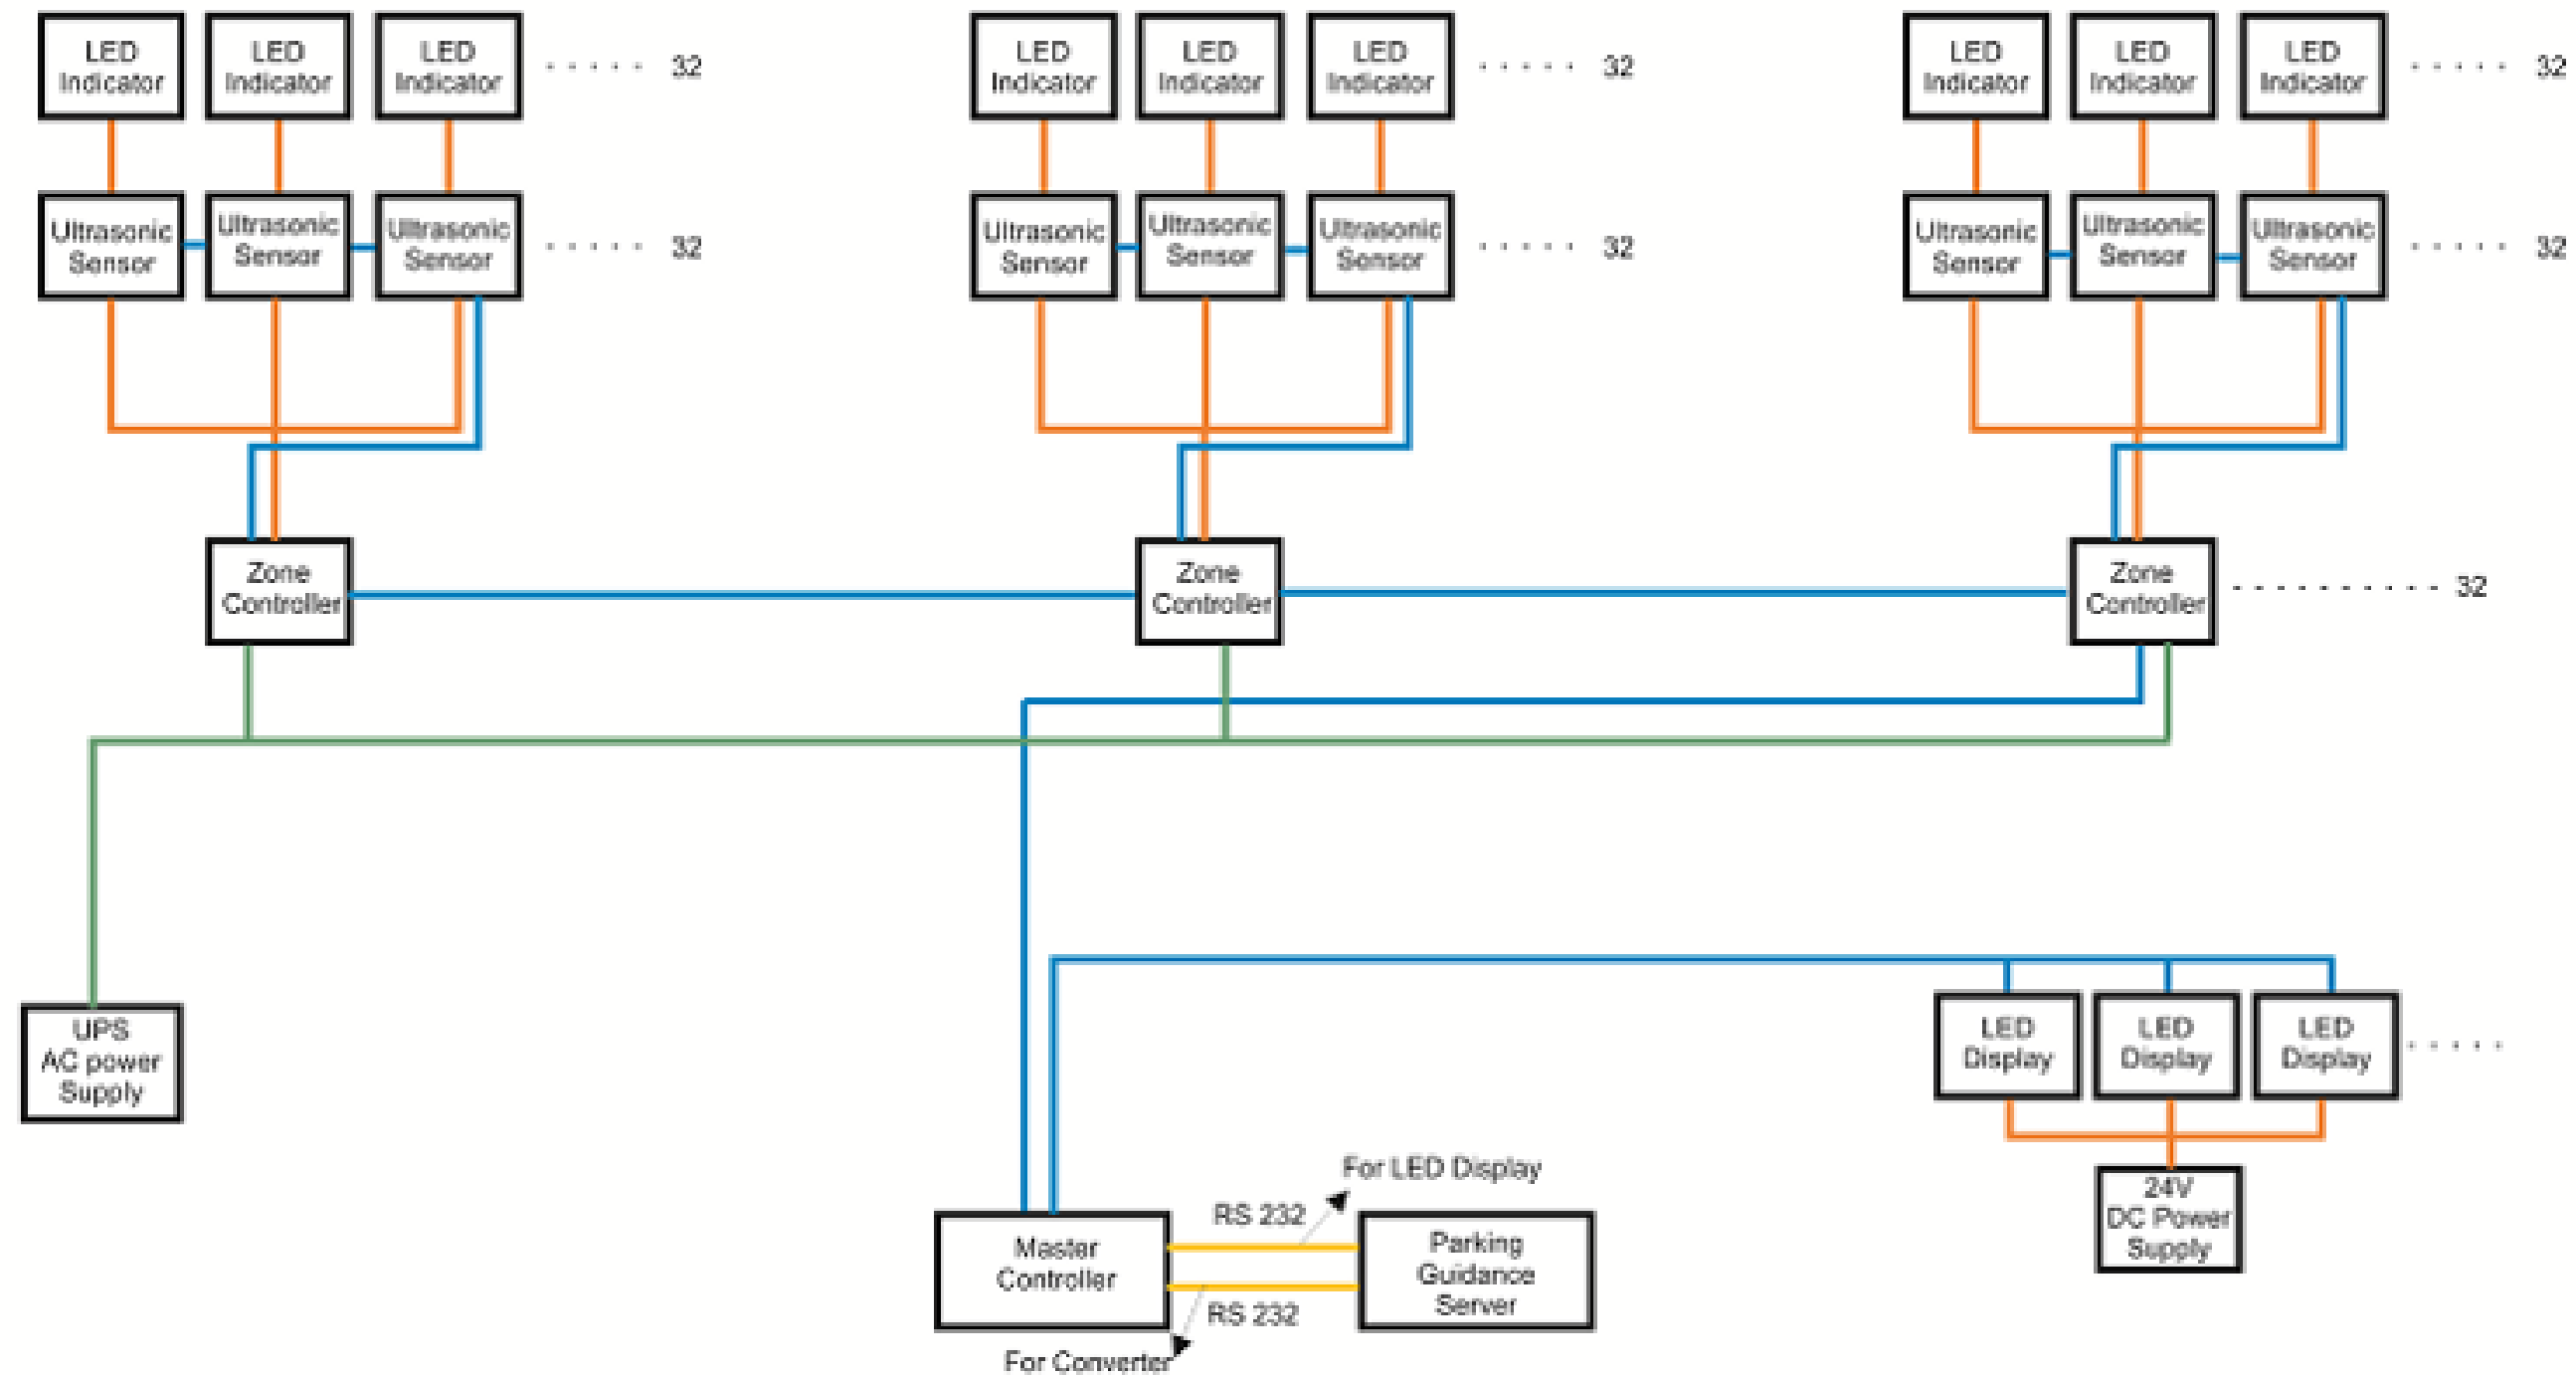 LED
Indicator
LED
Indicator
LED
Indicator
32
LED
Indicator
LED
Indicator
LED
Indicator
32
LED
Indicator
LED
Indicator
LED
Indicator
32
Ultrasonic
Sensor
Ultrasonic
Sensor
Ultrasonic
Sensor
32
Ultrasonic
Sensor
Ultrasonic
Sensor
Ultrasonic
Sensor
32
Ultrasonic
Sensor
Ultrasonic
Sensor
Ultrasonic
Sensor
32
Zone
Controller
Zone
Controller
Zone
Controller
32
UPS
AC power
Supply
LED
Display
LED
Display
LED
Display
For LED Display
RS 232
Master
Controller
Parking
Guidance
Server
RS 232
For Converter
24V
DC Power
Supply